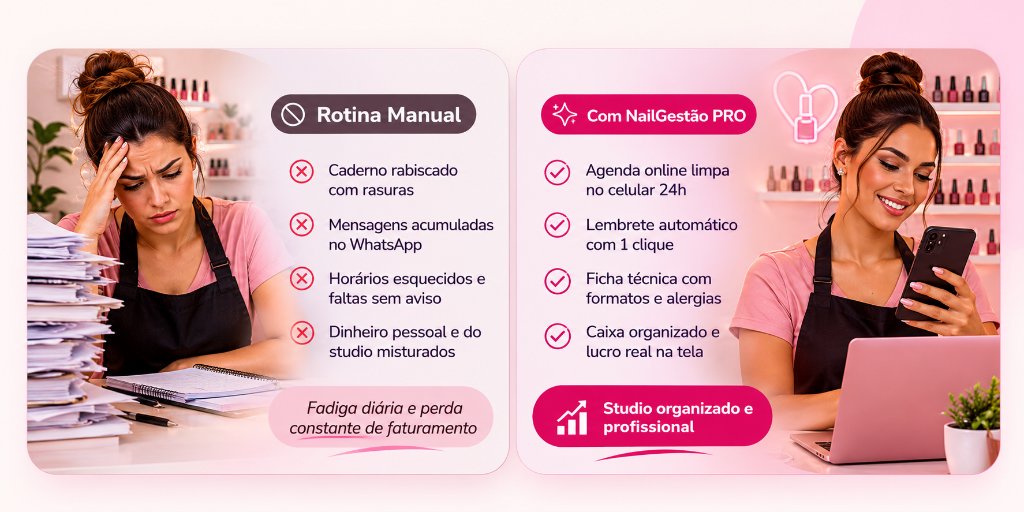 Rotina Manual
Caderno rabiscado
com rasuras
Mensagens acumuladas
no WhatsApp
Horários esquecidos e
faltas sem aviso
Dinheiro pessoal e do
studio misturados
Fadiga diária e perda
constante de faturamento
Com NailGestão PRO
Agenda online limpa
no celular 24h
Lembrete automático
com 1 clique
Ficha técnica com
formatos e alergias
Caixa organizado e
lucro real na tela
Studio organizado e
profissional